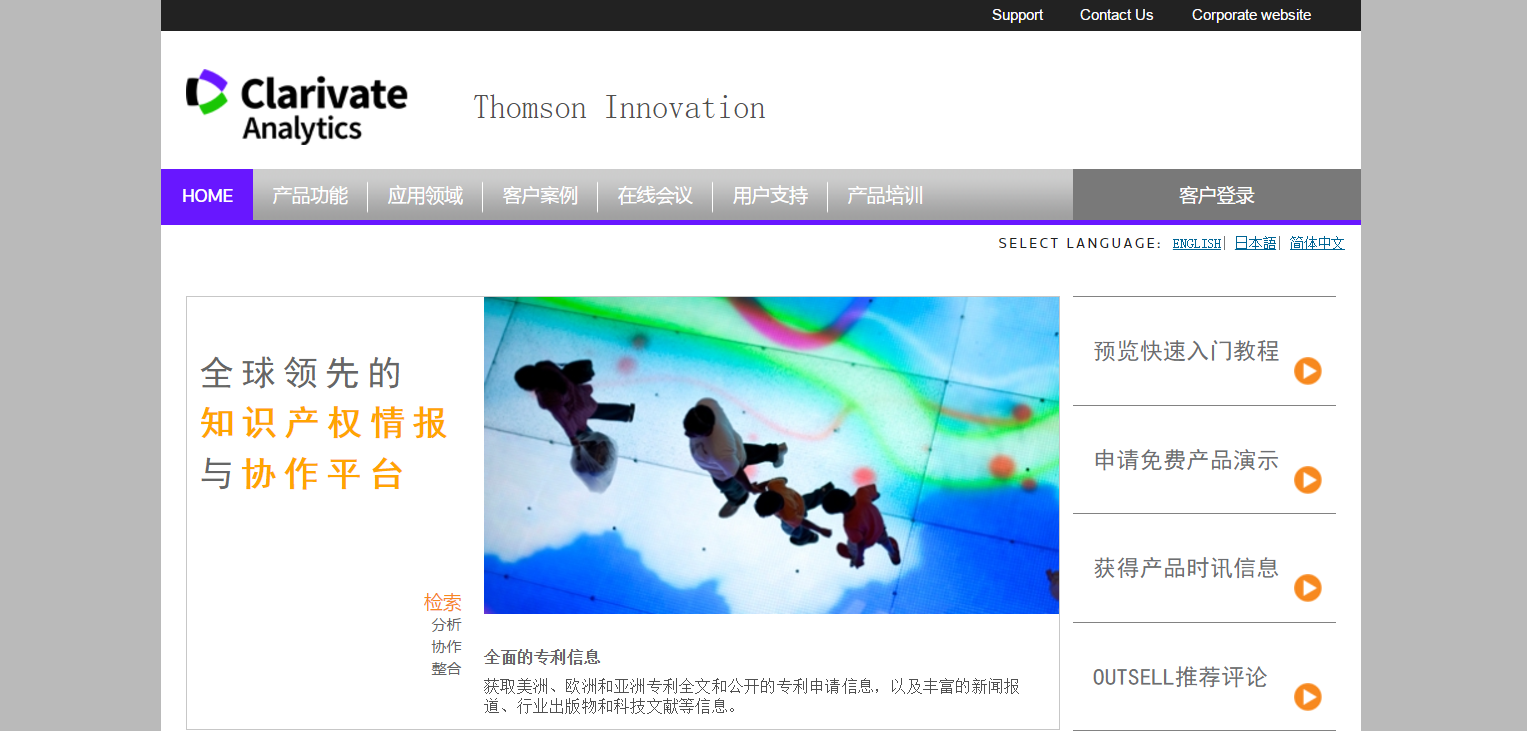 Support Contact Us Corporate website
Clarivate
Analytics
Thomson Innovation
HOME 产品功能 应用领域 客户案例 在线会议 用户支持 产品培训 客户登录
SELECT LANGUAGE: ENGLISH| 日本語| 简体中文
全球领先的
知识产权情报
与协作平台
检索
分析
协作
整合
全面的专利信息
获取美洲、欧洲和亚洲专利全文和公开的专利申请信息，以及丰富的新闻报
道、行业出版物和科技文献等信息。
预览快速入门教程
申请免费产品演示
获得产品时讯信息
OUTSELL推荐评论